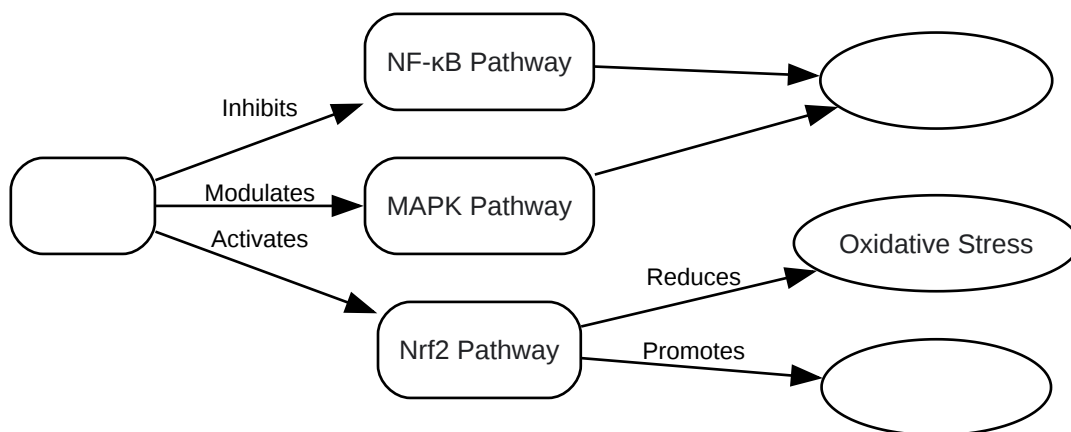 NF-κB Pathway
Inhibits
Modulates
MAPK Pathway
Activates
Oxidative Stress
Reduces
Nrf2 Pathway
Promotes